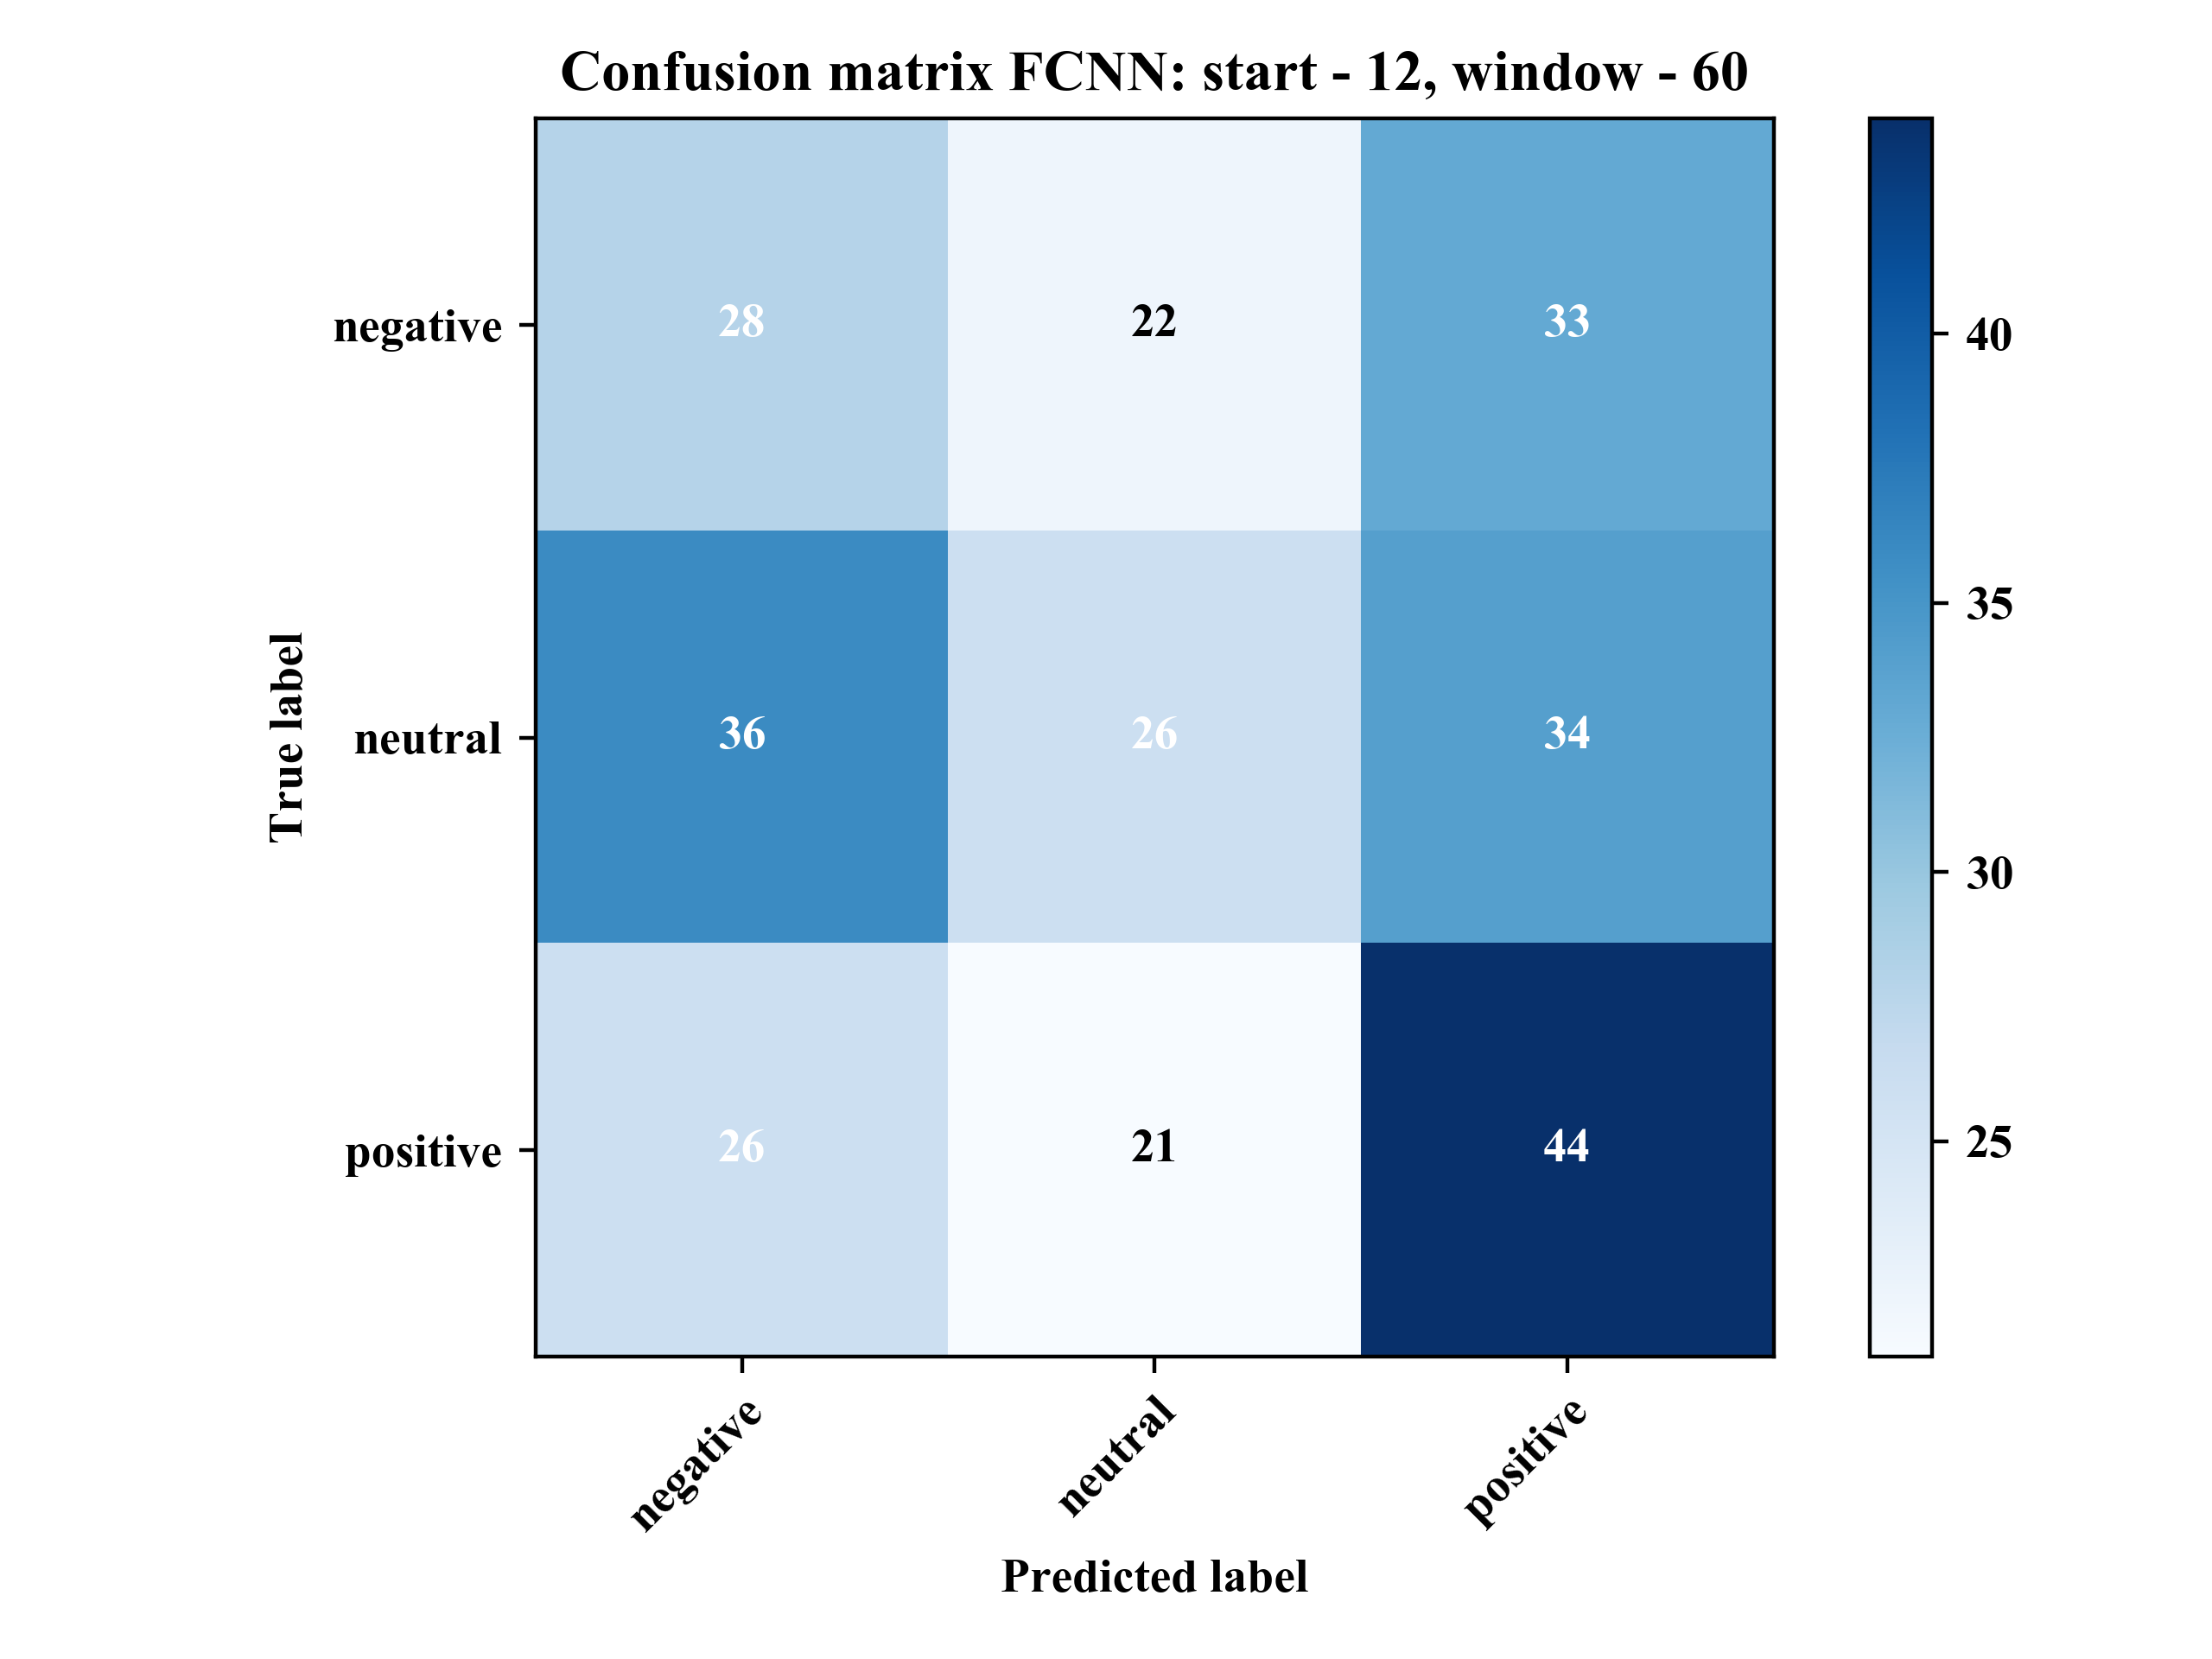 Confusion matrix FCNN: start - 12, window - 60
True label
negative
28
22
33
neutral
36
26
34
positive
26
21
44
negative
neutral
positive
Predicted label
40
35
30
25